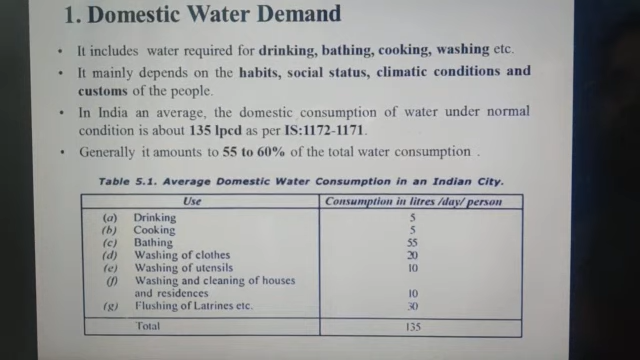 1. Domestic Water Demand
• It includes water required for drinking, bathing, cooking, washing etc.
• It mainly depends on the habits, social status, climatic conditions and
customs of the people.
• In India an average, the domestic consumption of water under normal
condition is about 135 lpcd as per IS:1172-1171.
• Generally it amounts to 55 to 60% of the total water consumption .
Table 5.1. Average Domestic Water Consumption in an Indian City.
Use Consumption in litres /day/ person
(a) Drinking 5
(b) Cooking 5
(c) Bathing 55
(d) Washing of clothes 20
(e) Washing of utensils 10
(f) Washing and cleaning of houses
and residences 10
(g) Flushing of Latrines etc. 30
Total 135